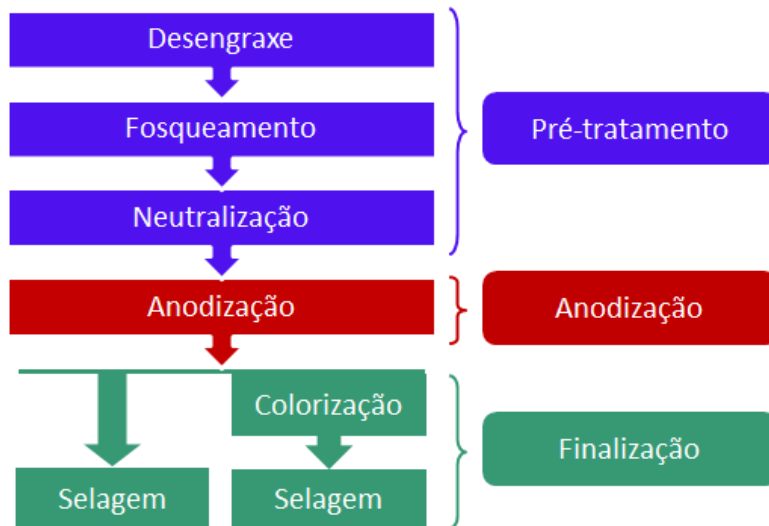 Desengraxe
Fosqueamento
Pré-tratamento
Neutralização
Anodização
Anodização
Colorização
Finalização
Selagem
Selagem